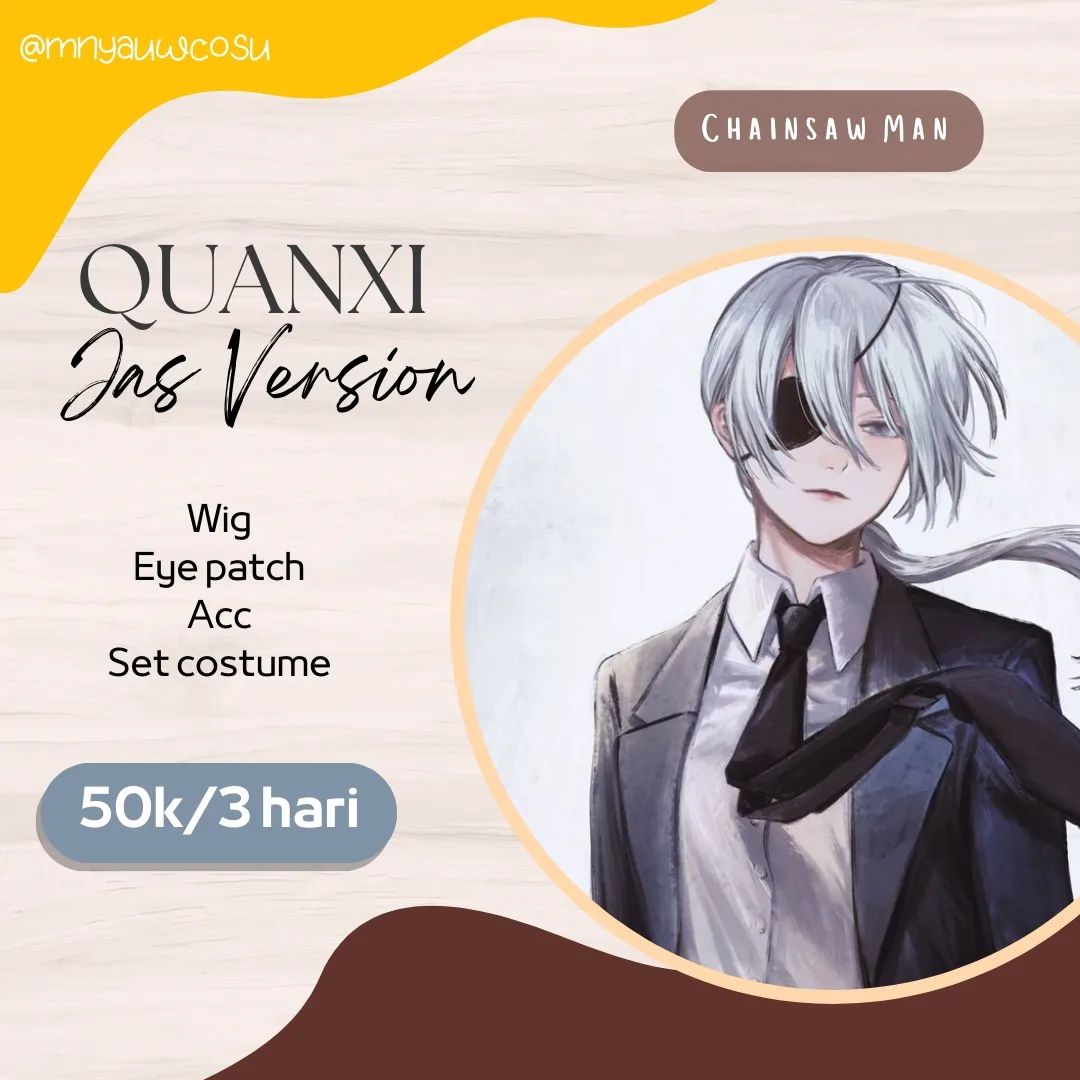 @mnyauwcosu
CHAINSAW MAN
QUANXI
Jas Version
Wig
Eye patch
Acc
Set costume
50k/3 hari